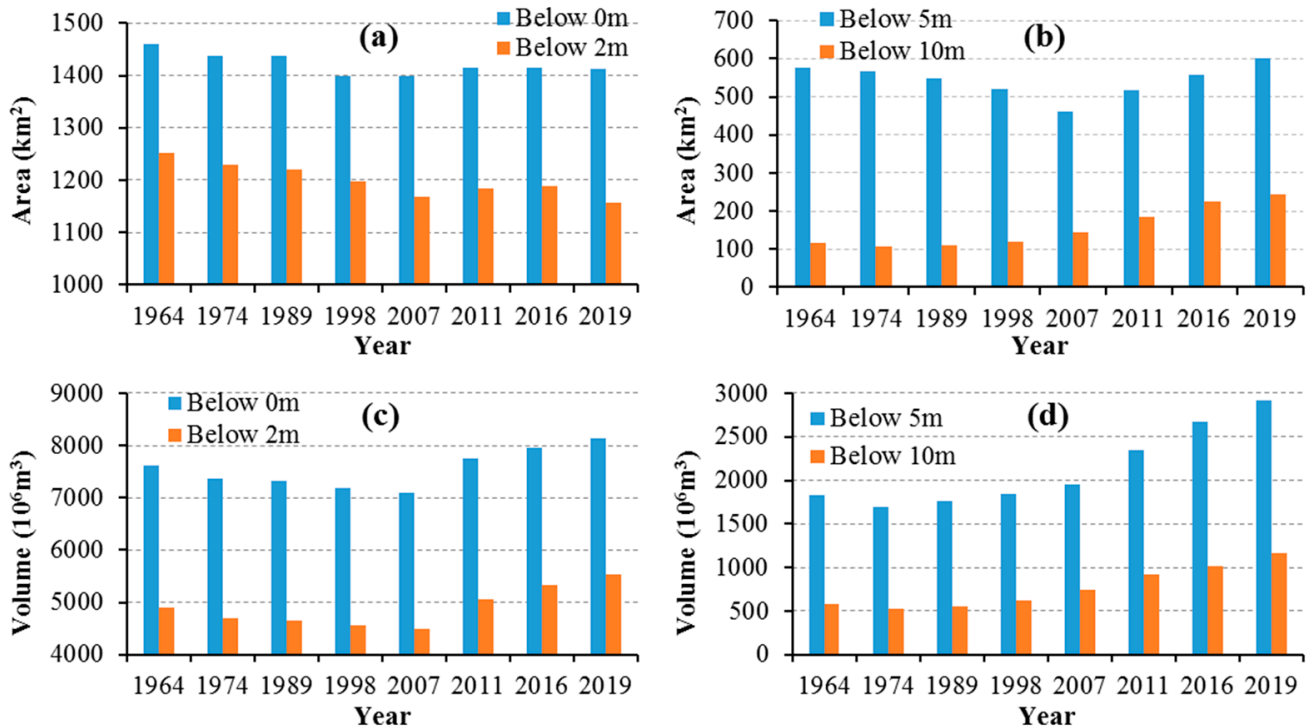 (a)
Below 0m
Below 2m
1500
1400
1300
1200
1100
1000
Area (km²)
1964 1974 1989 1998 2007 2011 2016 2019
Year
(b)
Below 5m
Below 10m
700
600
500
400
300
200
100
0
Area (km²)
1964 1974 1989 1998 2007 2011 2016 2019
Year
(c)
Below 0m
Below 2m
9000
8000
7000
6000
5000
4000
Volume (10⁶m³)
1964 1974 1989 1998 2007 2011 2016 2019
Year
(d)
Below 5m
Below 10m
3000
2500
2000
1500
1000
500
0
Volume (10⁶m³)
1964 1974 1989 1998 2007 2011 2016 2019
Year